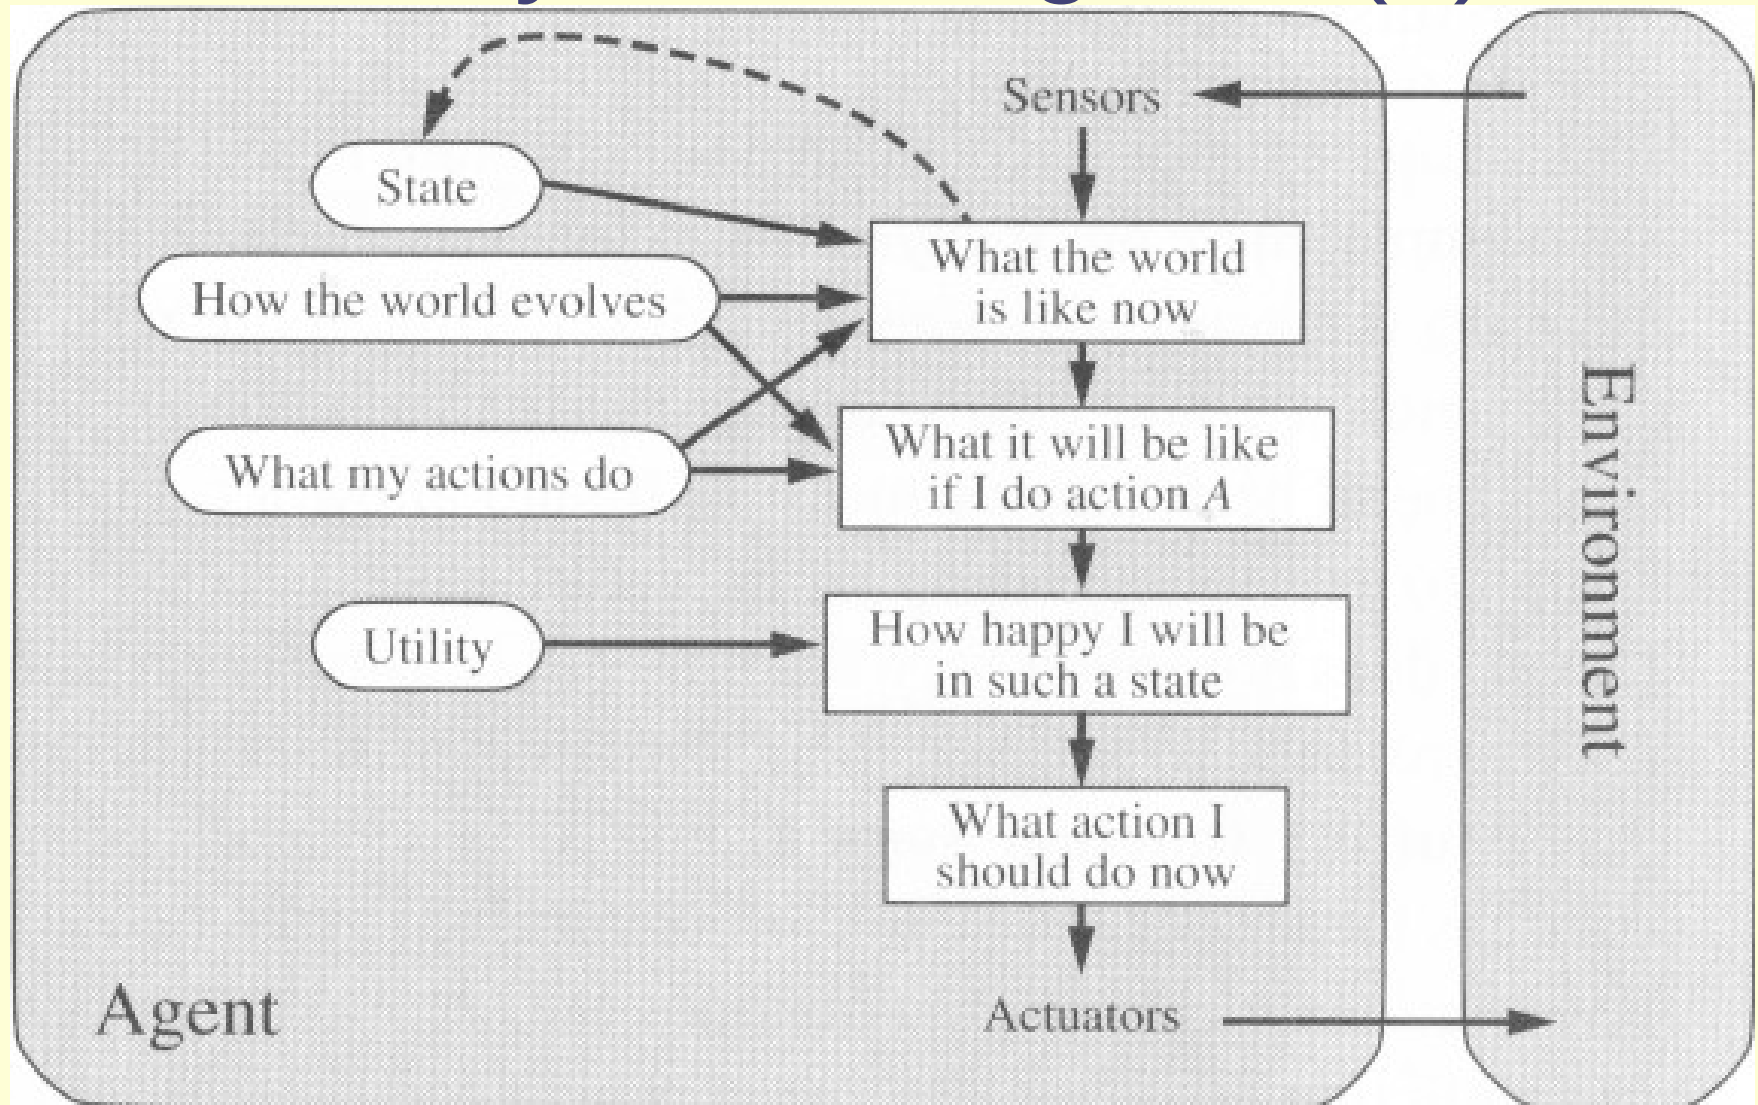 Sensors
State
What the world
is like now
How the world evolves
What my actions do
What it will be like
if I do action A
Utility
How happy I will be
in such a state
What action I
should do now
Actuators
Agent
Environment